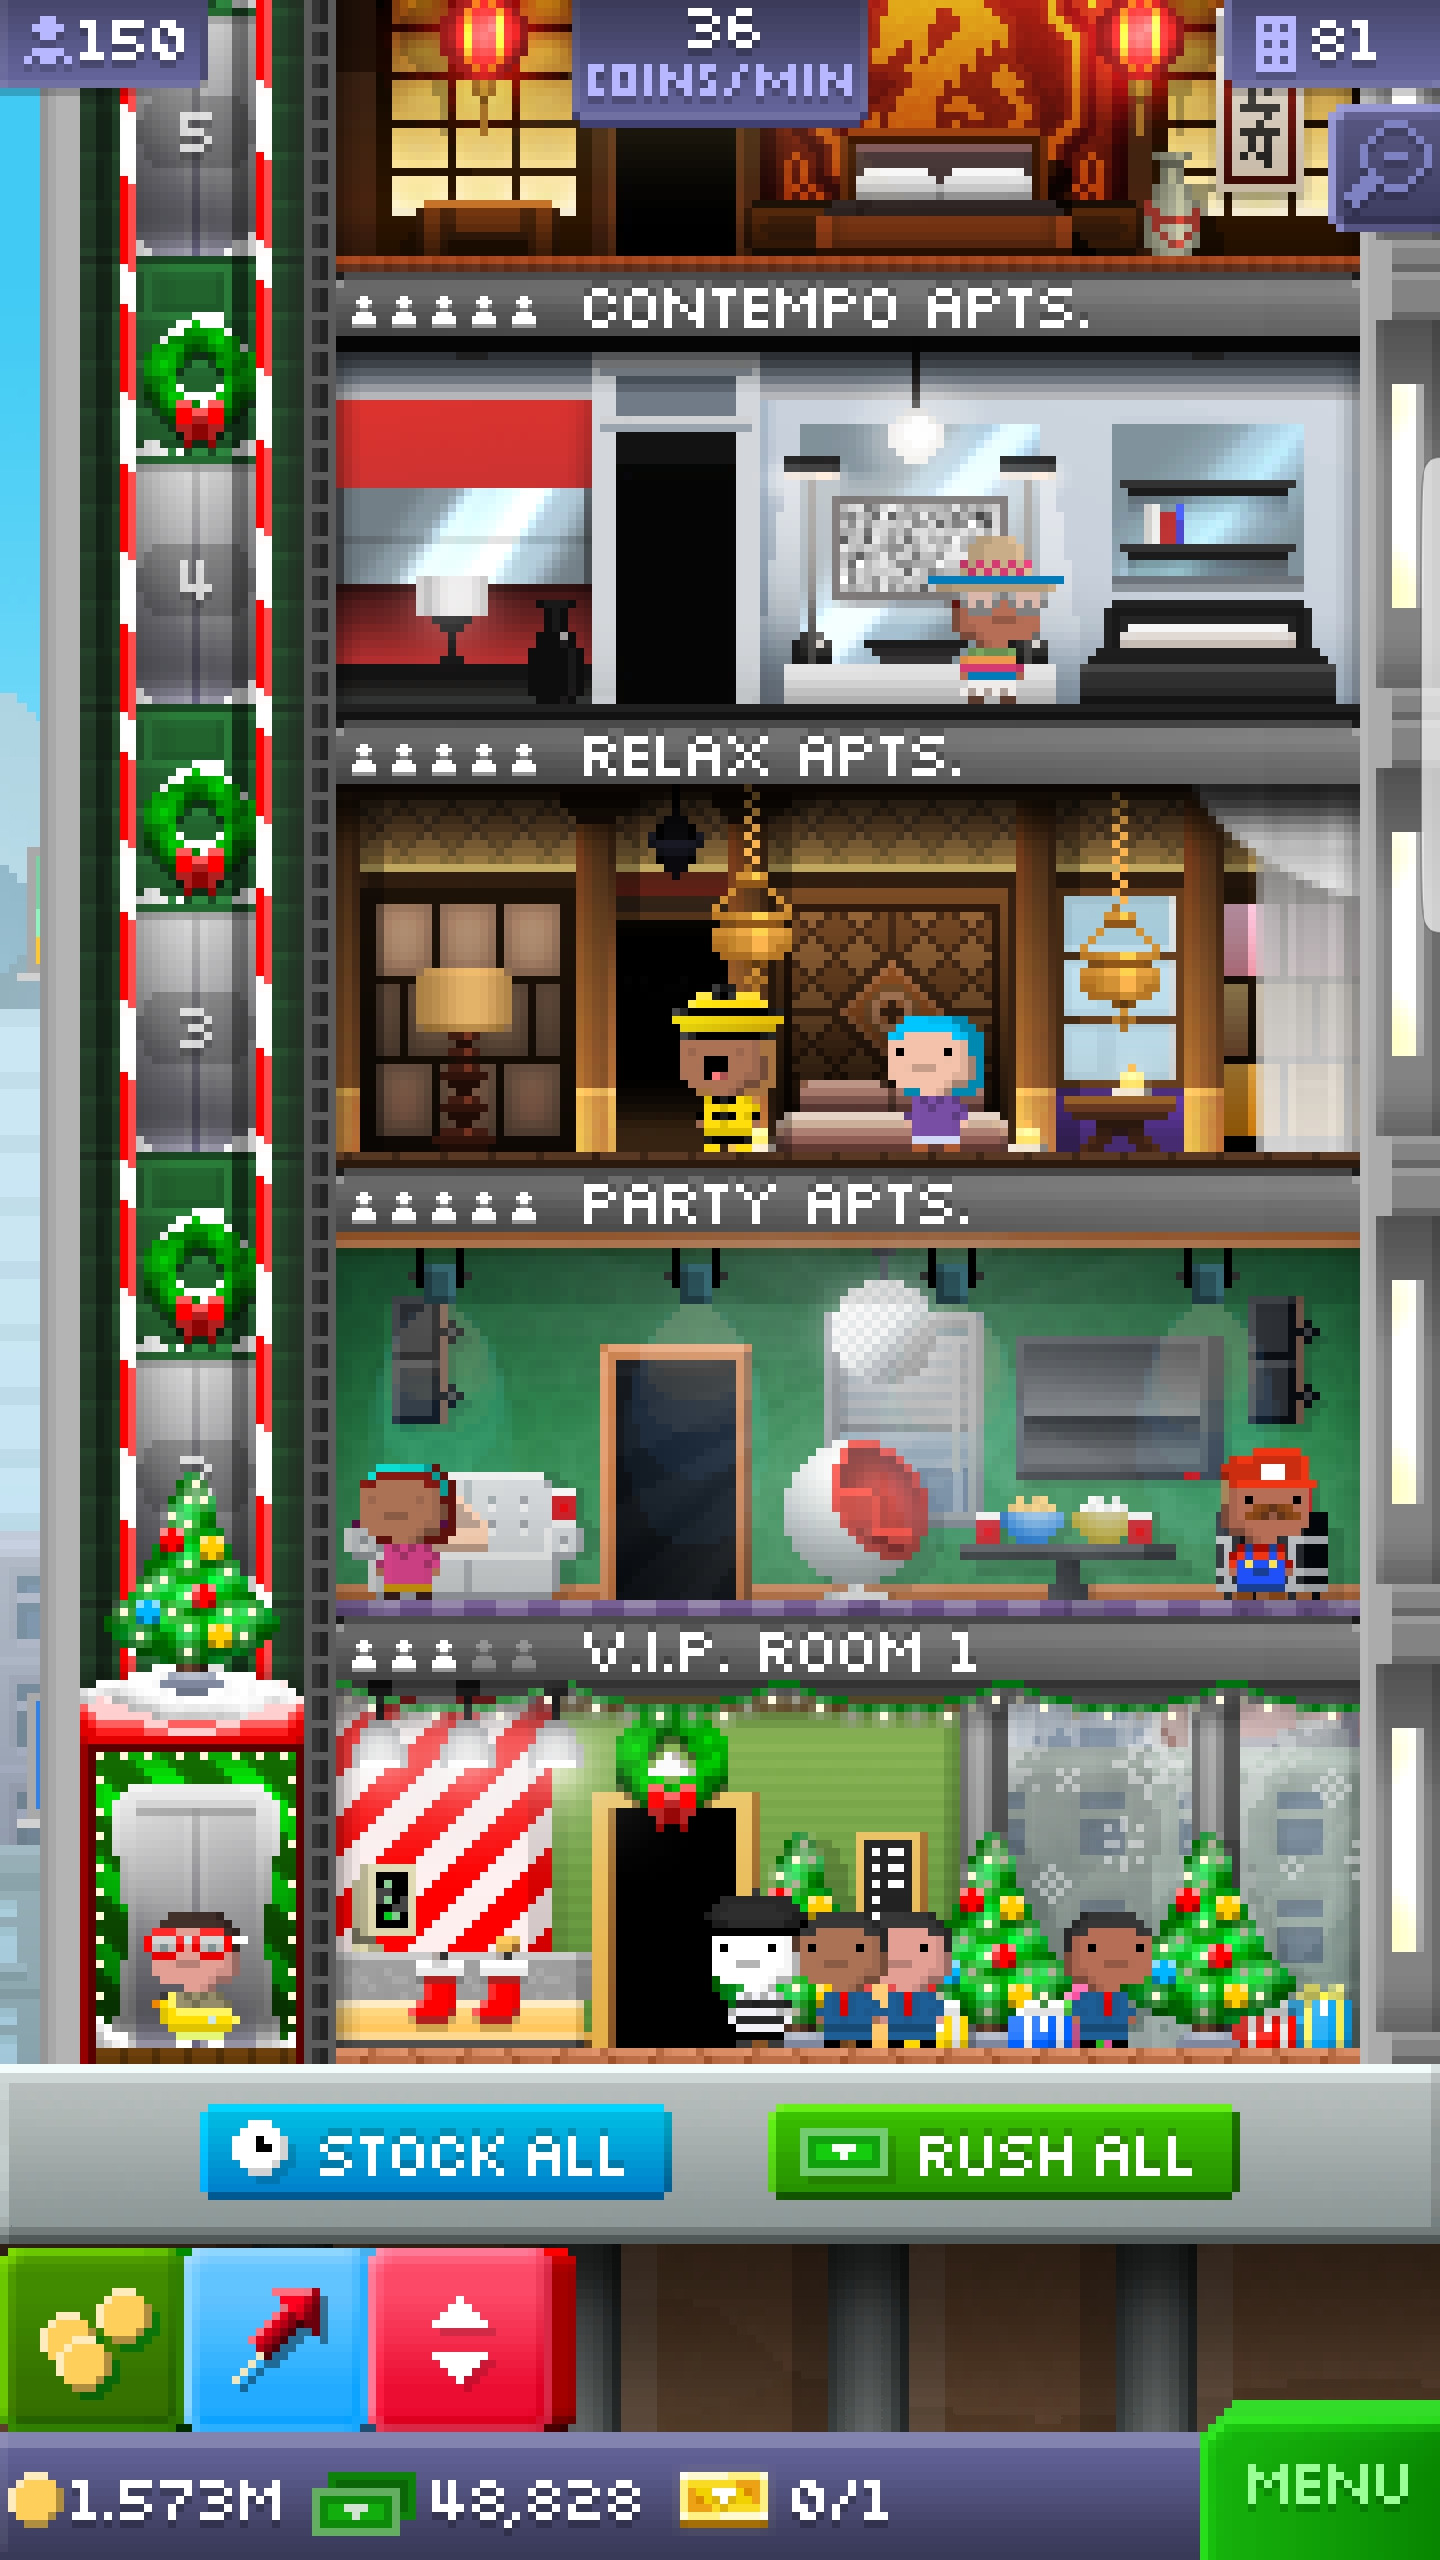 150
36
COINS/MIN
81
5
CONTEMPO APTS.
4
RELAX APTS.
3
PARTY APTS.
V.I.P. ROOM 1
STOCK ALL
RUSH ALL
1.573M
48,828
0/1
MENU